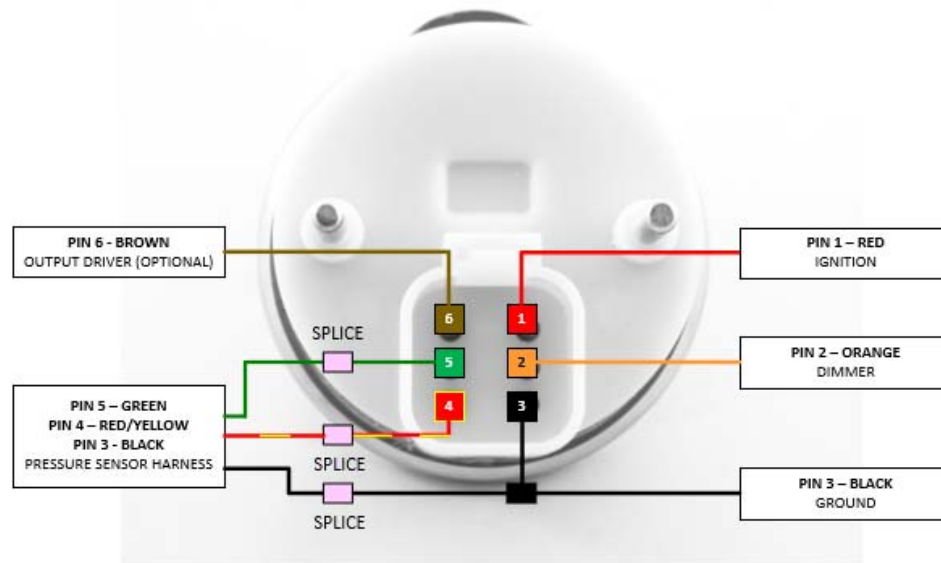 PIN 6 - BROWN
OUTPUT DRIVER (OPTIONAL)
PIN 1 – RED
IGNITION
6
1
SPLICE
5
2
PIN 2 – ORANGE
DIMMER
PIN 5 – GREEN
PIN 4 – RED/YELLOW
PIN 3 - BLACK
PRESSURE SENSOR HARNESS
4
3
SPLICE
SPLICE
PIN 3 – BLACK
GROUND